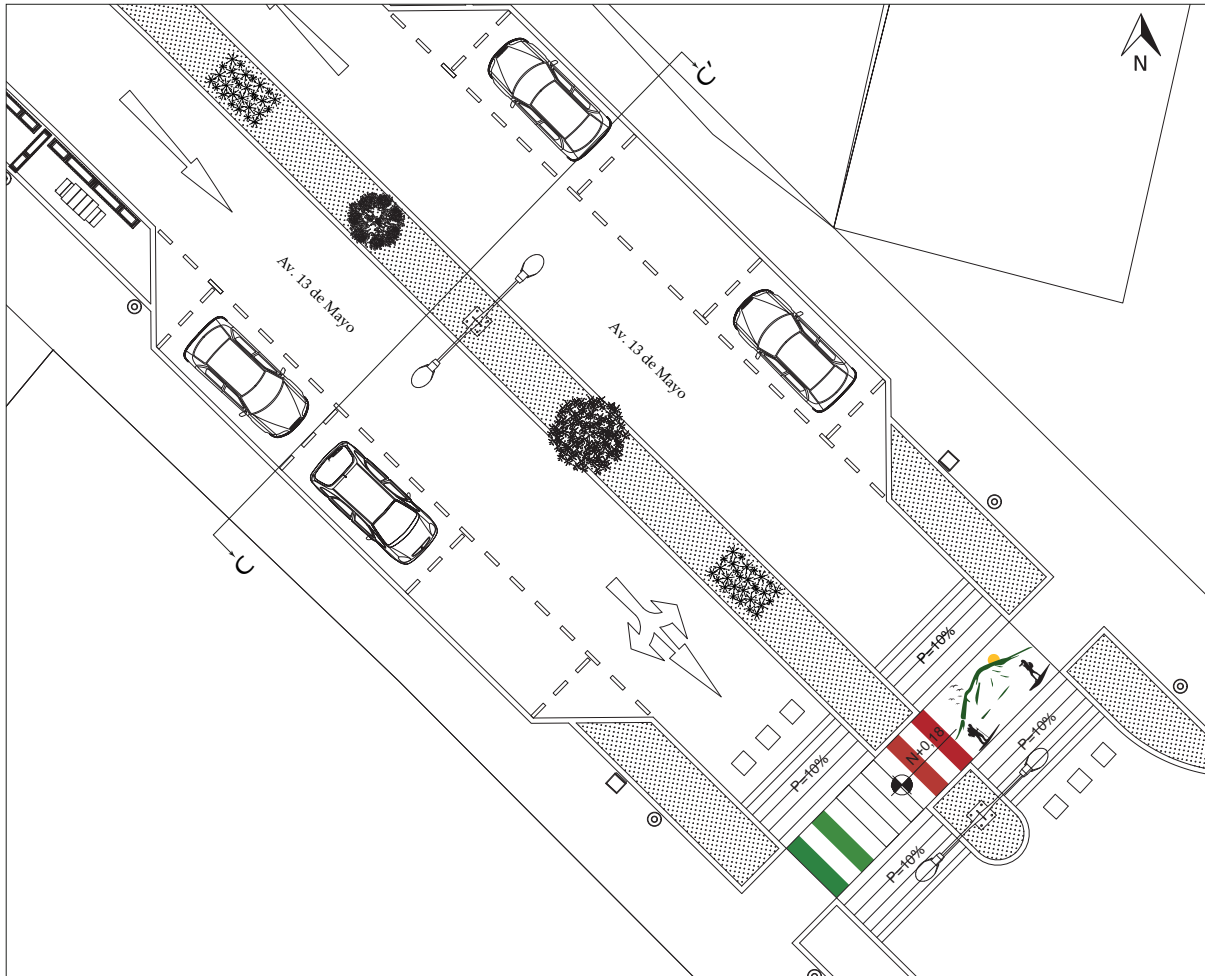 N
C'
Av. 13 de Mayo
Av. 13 de Mayo
C
P=10%
P=10%
N+0,18
P=10%
P=10%